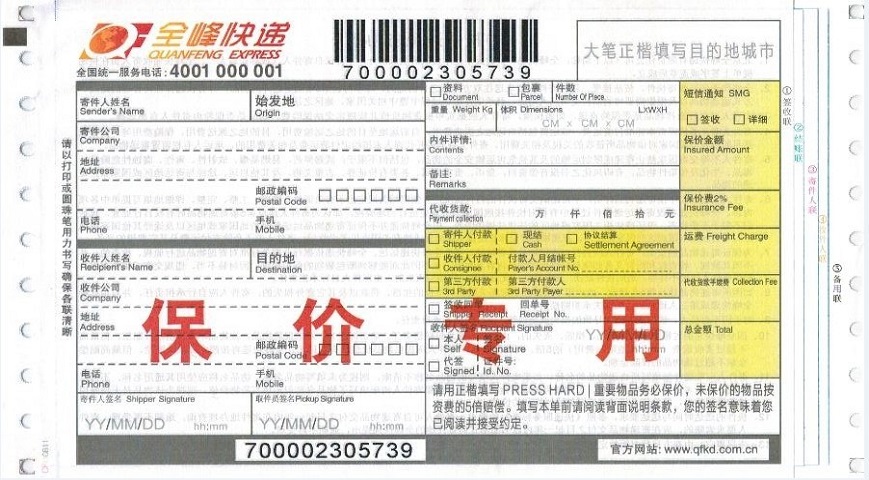 全峰快递
QUANFENG EXPRESS
全国统一服务电话：4001 000 001
700002305739
大笔正楷填写目的地城市
请以打印或圆珠笔用力书写确保各联清晰
寄件人姓名
Sender's Name
始发地
Origin
寄件公司
Company
地址
Address
邮政编码
Postal Code
电话
Phone
手机
Mobile
收件人姓名
Recipient's Name
目的地
Destination
收件公司
Company
地址
Address
邮政编码
Postal Code
电话
Phone
手机
Mobile
寄件人签名 Shipper Signature
取件员签名Pickup Signature
YY/MM/DD hh:mm
YY/MM/DD hh:mm
700002305739
资料
Document
包裹
Parcel
件数
Number Of Place
重量 Weight Kg
体积 Dimensions LxWXH
CM x CM x CM
内件详情:
Contents
备注:
Remarks
代收货款:
Payment collection
万 仟 佰 拾 元
寄件人付款
Shipper
现结
Cash
协议结算
Settlement Agreement
收件人付款
Consignee
付款人月结帐号
Payer's Account No.
第三方付款
3rd Party
第三方付款人
3rd Party Payer
签收回单
Shipper Receipt
回单号
Receipt No.
收件人签名Recipient Signature
本人
Self
签名
Signature
YY/MM/DD
hh:mm
代签
Signed
证件号:
Id. No.
短信通知 SMG
签收 详细
保价金额
Insured Amount
保价费2%
Insurance Fee
运费 Freight Charge
代收货款手续费 Collection Fee
总金额 Total
保价专用
请用正楷填写 PRESS HARD | 重要物品务必保价，未保价的物品按
资费的5倍赔偿。填写本单前请阅读背面说明条款，您的签名意味着您
已阅读并接受约定。
官方网站: www.qfkd.com.cn
①签收联
③寄件人联
⑤备用联